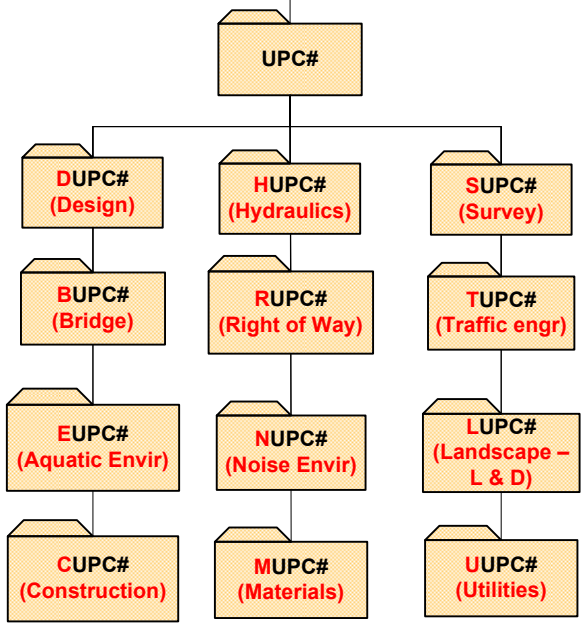 UPC#
DUPC#
(Design)
HUPC#
(Hydraulics)
SUPC#
(Survey)
BUPC#
(Bridge)
RUPC#
(Right of Way)
TUPC#
(Traffic engr)
EUPC#
(Aquatic Envir)
NUPC#
(Noise Envir)
LUPC#
(Landscape –
L & D)
CUPC#
(Construction)
MUPC#
(Materials)
UUPC#
(Utilities)